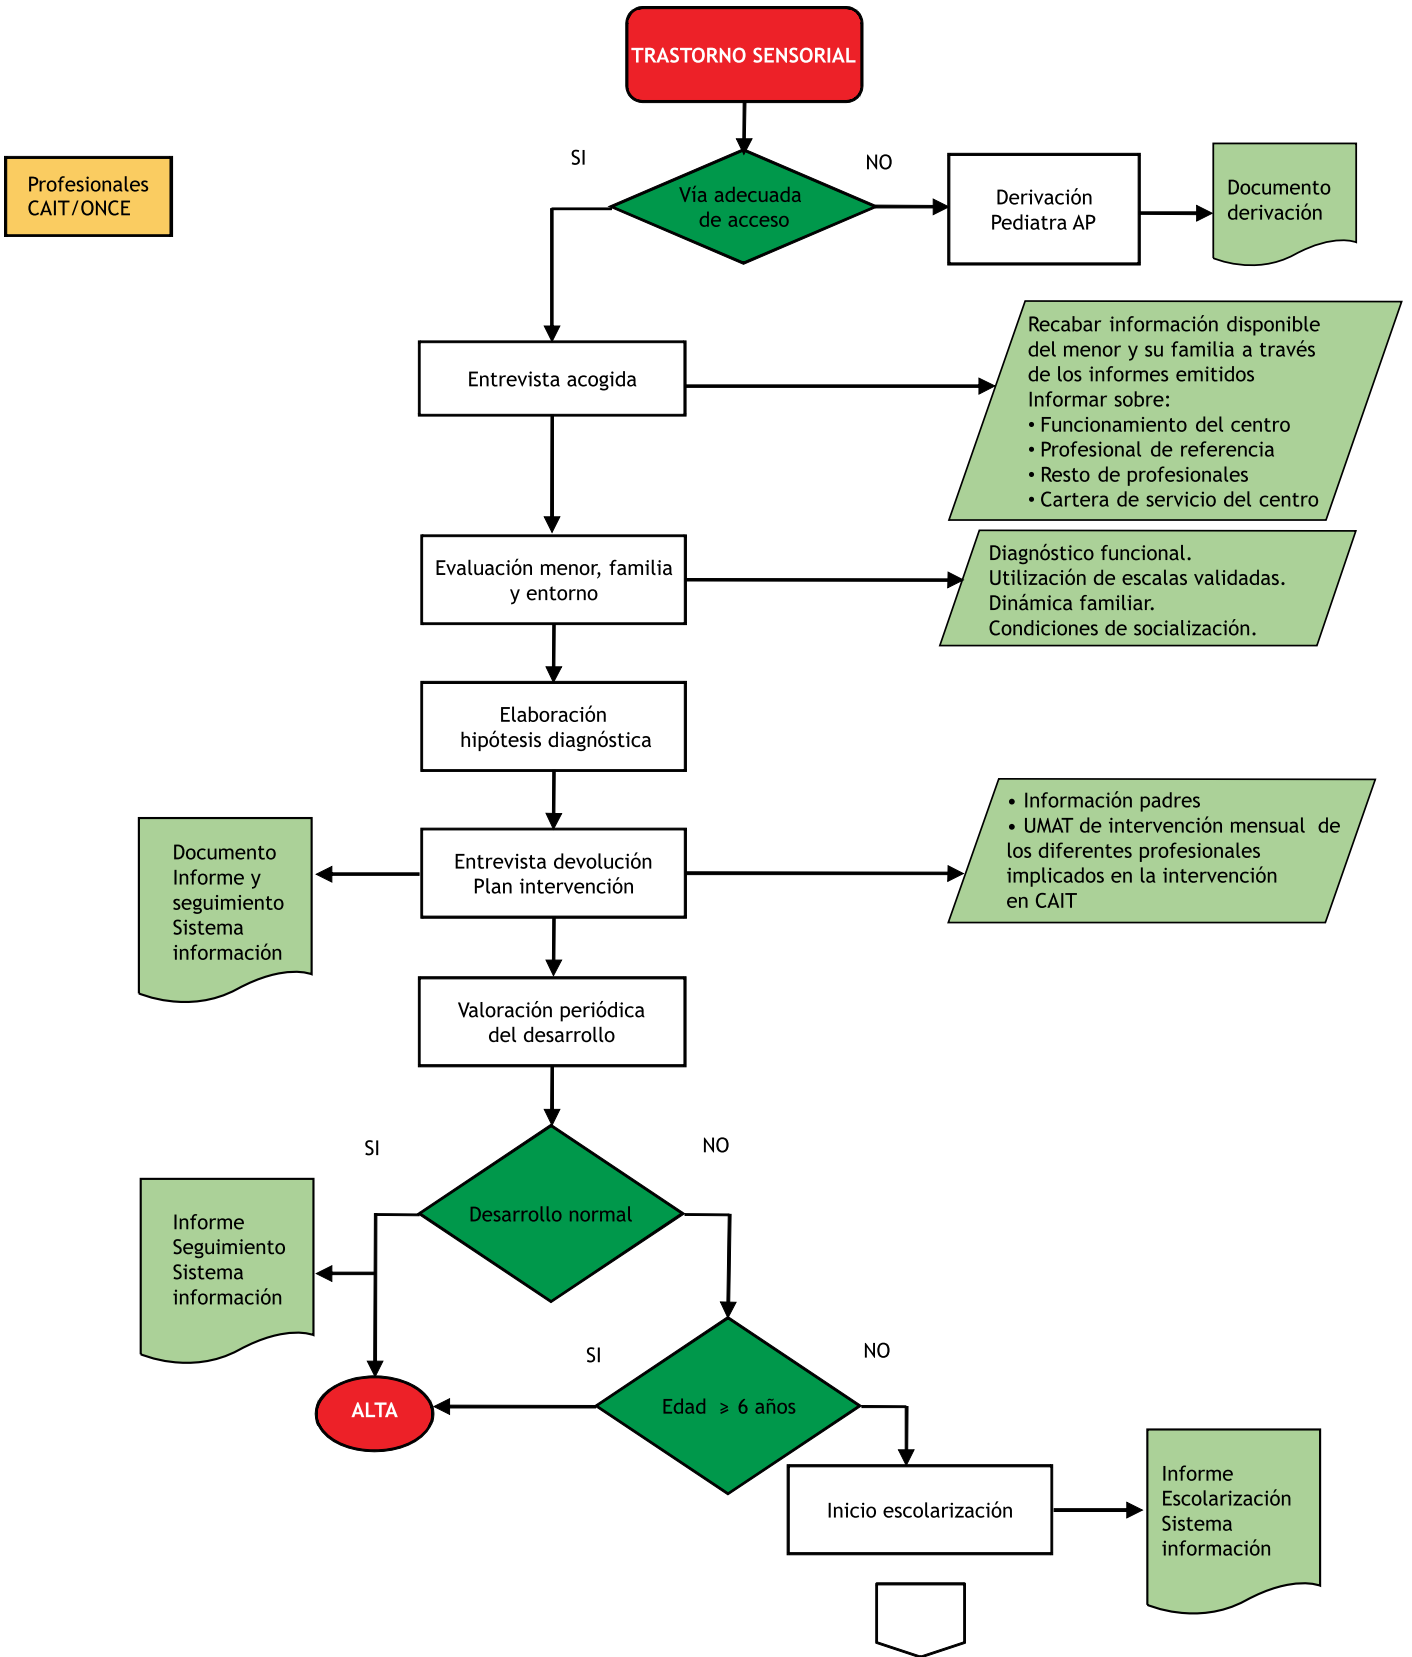 TRASTORNO SENSORIAL
Profesionales
CAIT/ONCE
SI
NO
Vía adecuada
de acceso
Derivación
Pediatra AP
Documento
derivación
Entrevista acogida
Recabar información disponible
del menor y su familia a través
de los informes emitidos
Informar sobre:
• Funcionamiento del centro
• Profesional de referencia
• Resto de profesionales
• Cartera de servicio del centro
Evaluación menor, familia
y entorno
Diagnóstico funcional.
Utilización de escalas validadas.
Dinámica familiar.
Condiciones de socialización.
Elaboración
hipótesis diagnóstica
Documento
Informe y
seguimiento
Sistema
información
Entrevista devolución
Plan intervención
• Información padres
• UMAT de intervención mensual de
los diferentes profesionales
implicados en la intervención
en CAIT
Valoración periódica
del desarrollo
SI
NO
Desarrollo normal
Informe
Seguimiento
Sistema
información
SI
NO
ALTA
Edad ⩾ 6 años
Inicio escolarización
Informe
Escolarización
Sistema
información